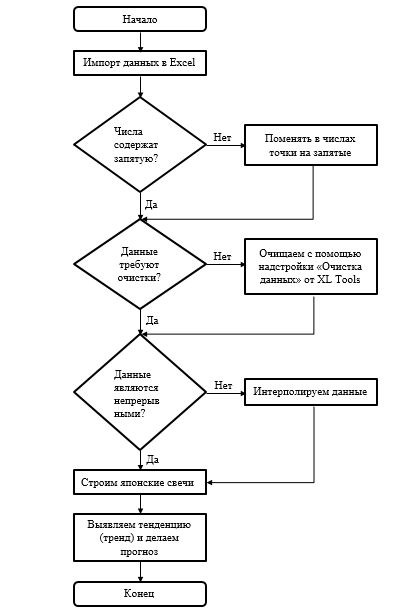 Начало
Импорт данных в Excel
Числа
содержат
запятую?
Нет
Поменять в числах
точки на запятые
Да
Данные
требуют
очистки?
Нет
Очищаем с помощью
надстройки «Очистка
данных» от XL Tools
Да
Данные
являются
непрерыв
ными?
Нет
Интерполируем данные
Да
Строим японские свечи
Выявляем тенденцию
(тренд) и делаем
прогноз
Конец